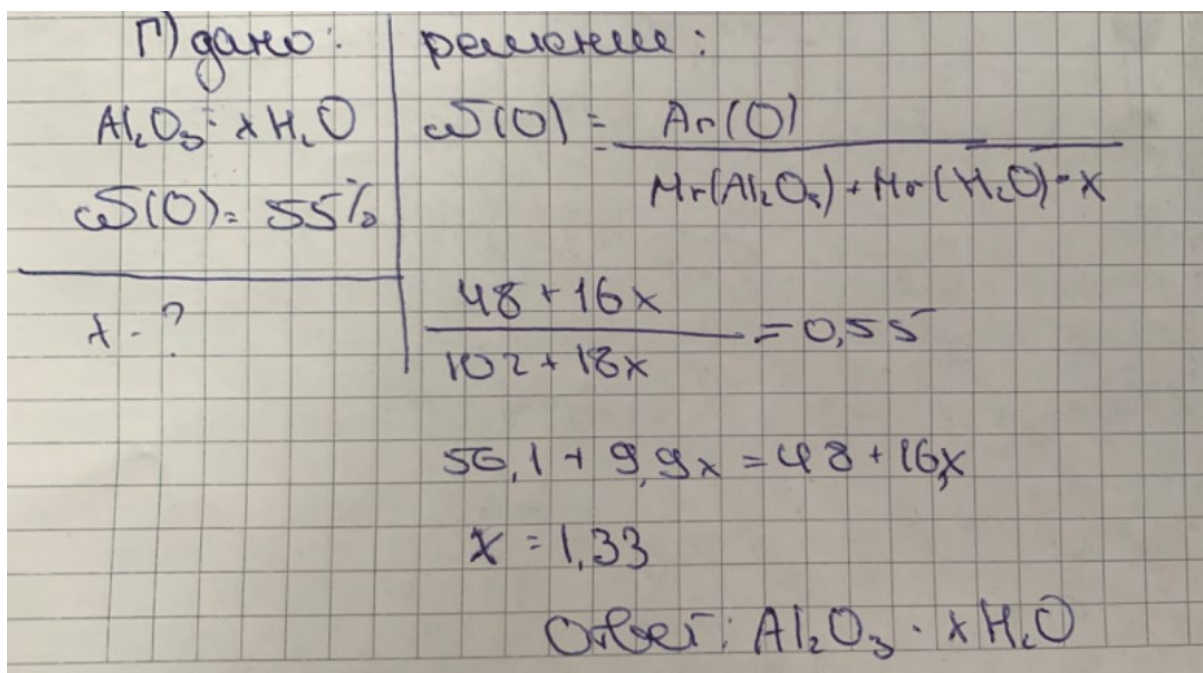 Г) дано:
Al₂O₃ · xH₂O
ω(O) = 55%
x - ?
решение:
ω(O) = Ar(O)
Mr(Al₂O₃) + Mr(H₂O) · x
48 + 16x
102 + 18x
= 0,55
56,1 + 9,9x = 48 + 16x
x = 1,33
Ответ: Al₂O₃ · xH₂O